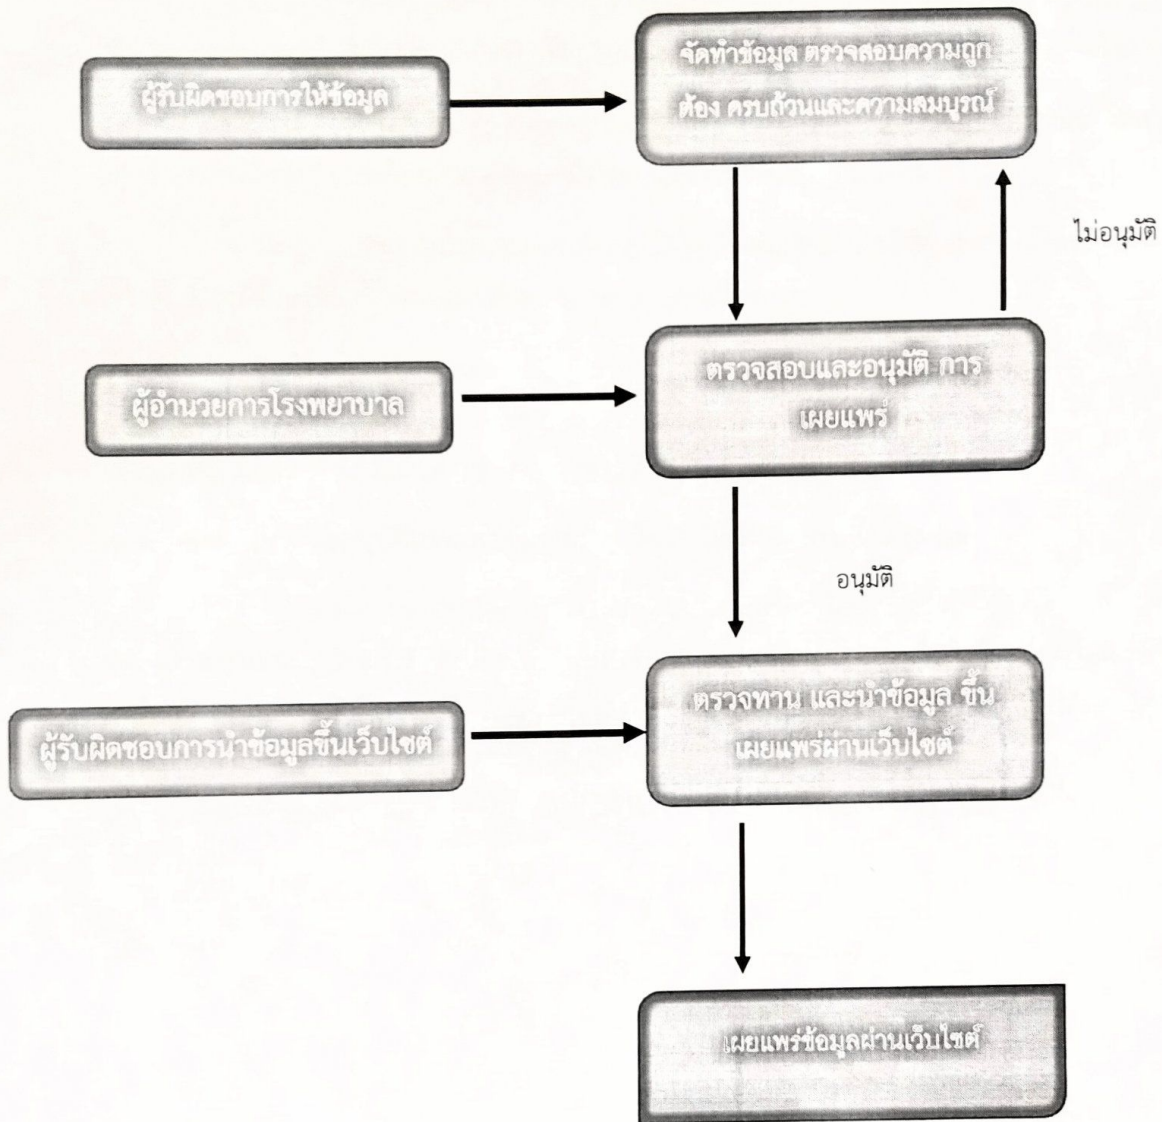 จัดทำข้อมูล ตรวจสอบความถูก
ผู้รับผิดชอบการให้ข้อมูล
ต้อง ครบถ้วนและความสมบูรณ์
ไม่อนุมัติ
ตรวจสอบและอนุมัติ การ
ผู้อำนวยการโรงพยาบาล
เผยแพร่
อนุมัติ
ตรวจทาน และนำข้อมูล ขึ้น
ผู้รับผิดชอบการนำข้อมูลขึ้นเว็บไซต์
เผยแพร่ผ่านเว็บไซต์
เผยแพร่ข้อมูลผ่านเว็บไซต์